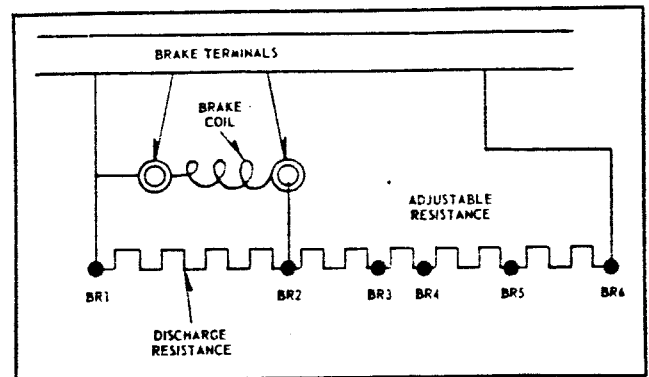 BRAKE TERMINALS
BRAKE
COIL
ADJUSTABLE
RESISTANCE
BR1
BR2
BR3
BR4
BR5
BR6
DISCHARGE
RESISTANCE